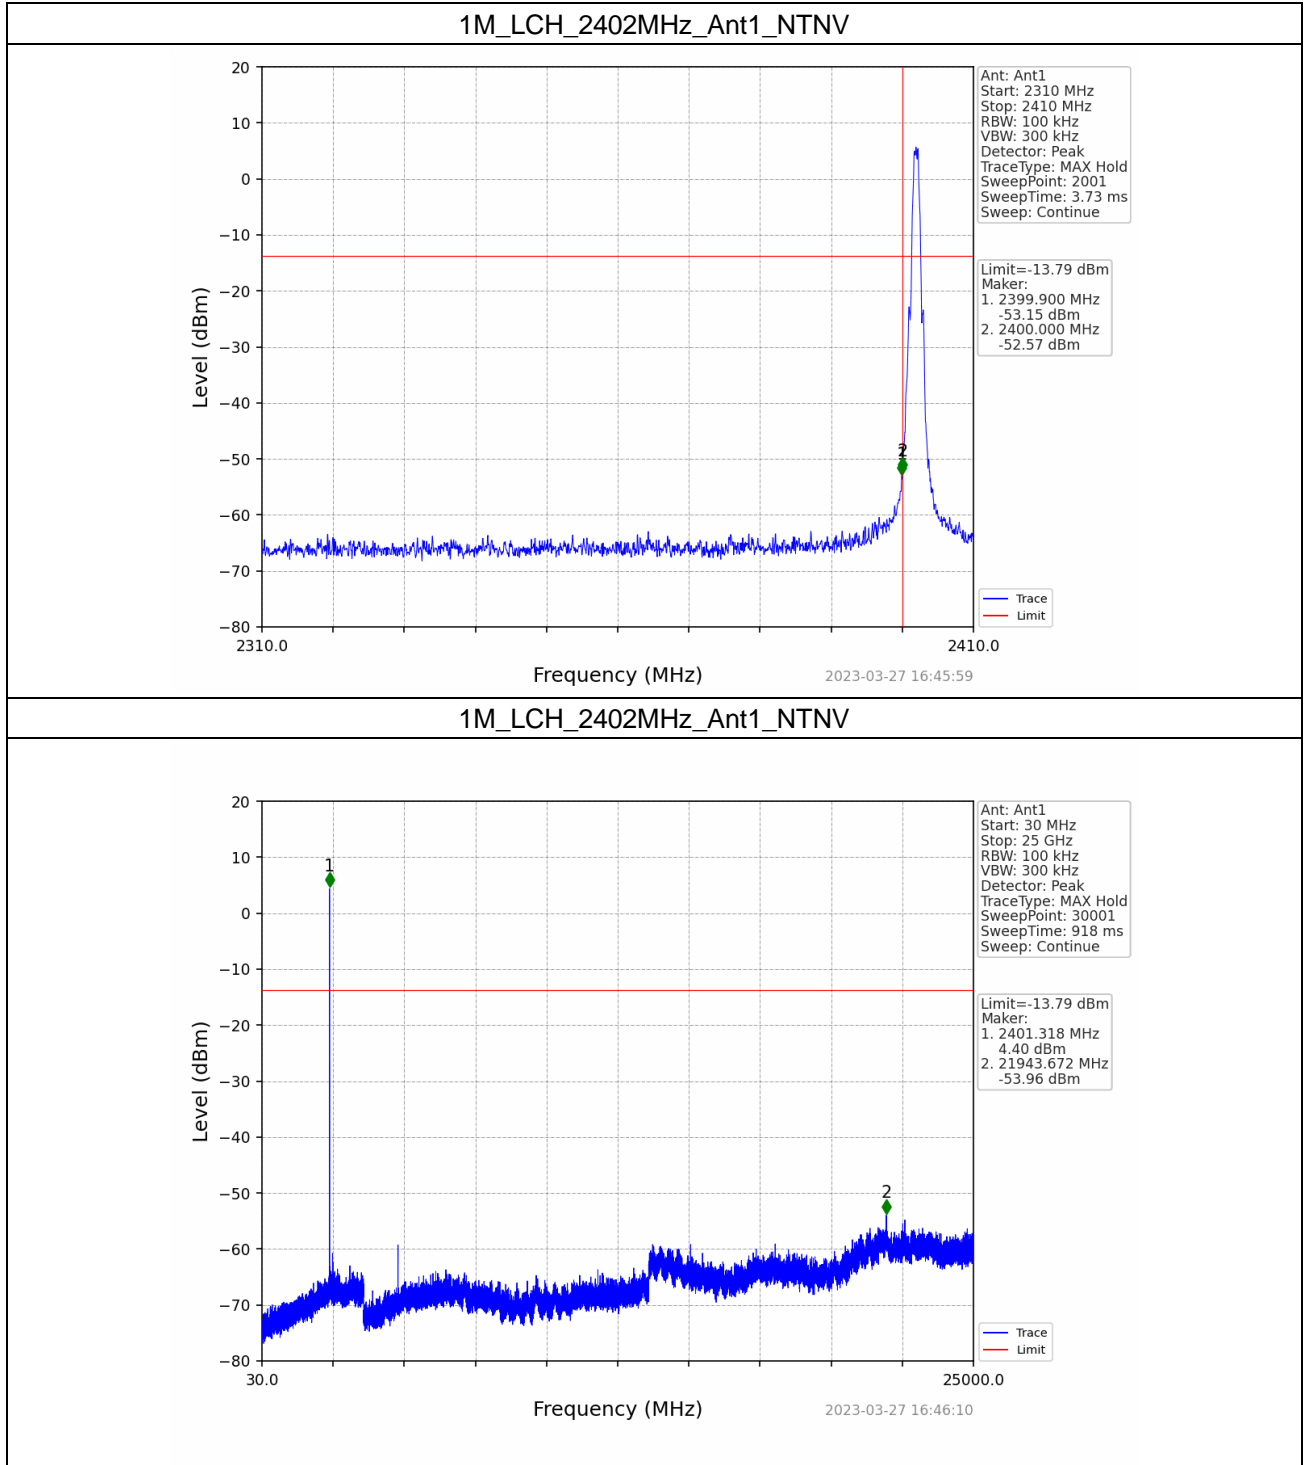 1M_LCH_2402MHz_Ant1_NTNV
20
10
0
−10
−20
−30
−40
−50
−60
−70
−80
Level (dBm)
2310.0
2410.0
Frequency (MHz)
2023-03-27 16:45:59
2
Ant: Ant1
Start: 2310 MHz
Stop: 2410 MHz
RBW: 100 kHz
VBW: 300 kHz
Detector: Peak
TraceType: MAX Hold
SweepPoint: 2001
SweepTime: 3.73 ms
Sweep: Continue
Limit=-13.79 dBm
Maker:
1. 2399.900 MHz
-53.15 dBm
2. 2400.000 MHz
-52.57 dBm
Trace
Limit
1M_LCH_2402MHz_Ant1_NTNV
20
10
0
−10
−20
−30
−40
−50
−60
−70
−80
Level (dBm)
30.0
25000.0
Frequency (MHz)
2023-03-27 16:46:10
1
2
Ant: Ant1
Start: 30 MHz
Stop: 25 GHz
RBW: 100 kHz
VBW: 300 kHz
Detector: Peak
TraceType: MAX Hold
SweepPoint: 30001
SweepTime: 918 ms
Sweep: Continue
Limit=-13.79 dBm
Maker:
1. 2401.318 MHz
4.40 dBm
2. 21943.672 MHz
-53.96 dBm
Trace
Limit